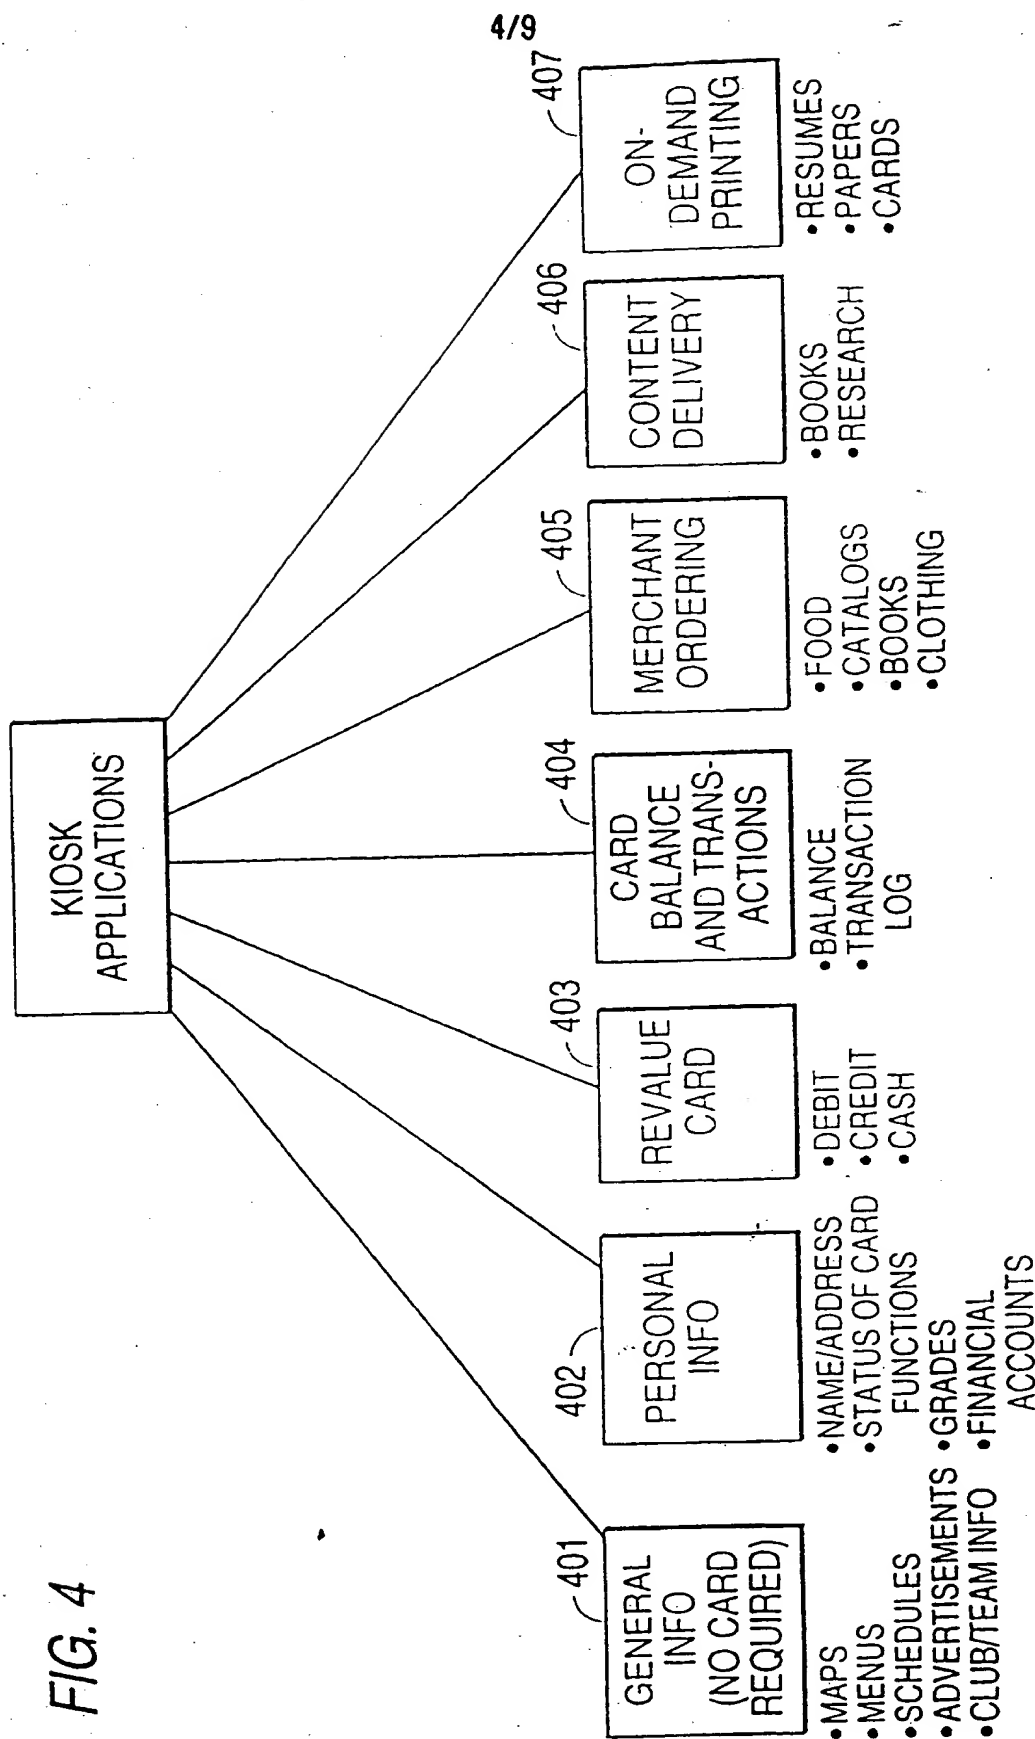 4/9
FIG. 4
KIOSK
APPLICATIONS
401
GENERAL
INFO
(NO CARD
REQUIRED)
•MAPS
•MENUS
•SCHEDULES
•ADVERTISEMENTS
•CLUB/TEAM INFO
402
PERSONAL
INFO
•NAME/ADDRESS
•STATUS OF CARD
FUNCTIONS
•GRADES
•FINANCIAL
ACCOUNTS
403
REVALUE
CARD
•DEBIT
•CREDIT
•CASH
404
CARD
BALANCE
AND TRANS-
ACTIONS
•BALANCE
•TRANSACTION
LOG
405
MERCHANT
ORDERING
•FOOD
•CATALOGS
•BOOKS
•CLOTHING
406
CONTENT
DELIVERY
•BOOKS
•RESEARCH
407
ON-
DEMAND
PRINTING
•RESUMES
•PAPERS
•CARDS